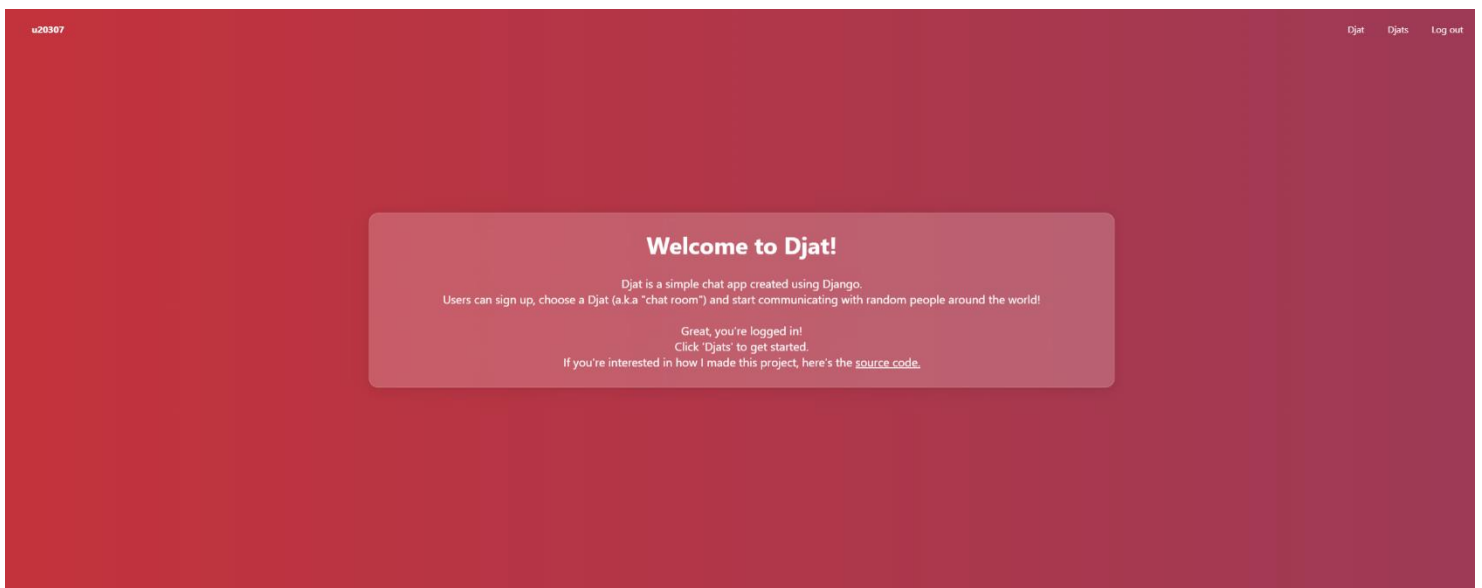 u20307
Djat Djats Log out
Welcome to Djat!
Djat is a simple chat app created using Django.
Users can sign up, choose a Djat (a.k.a "chat room") and start communicating with random people around the world!
Great, you're logged in!
Click 'Djats' to get started.
If you're interested in how I made this project, here's the source code.